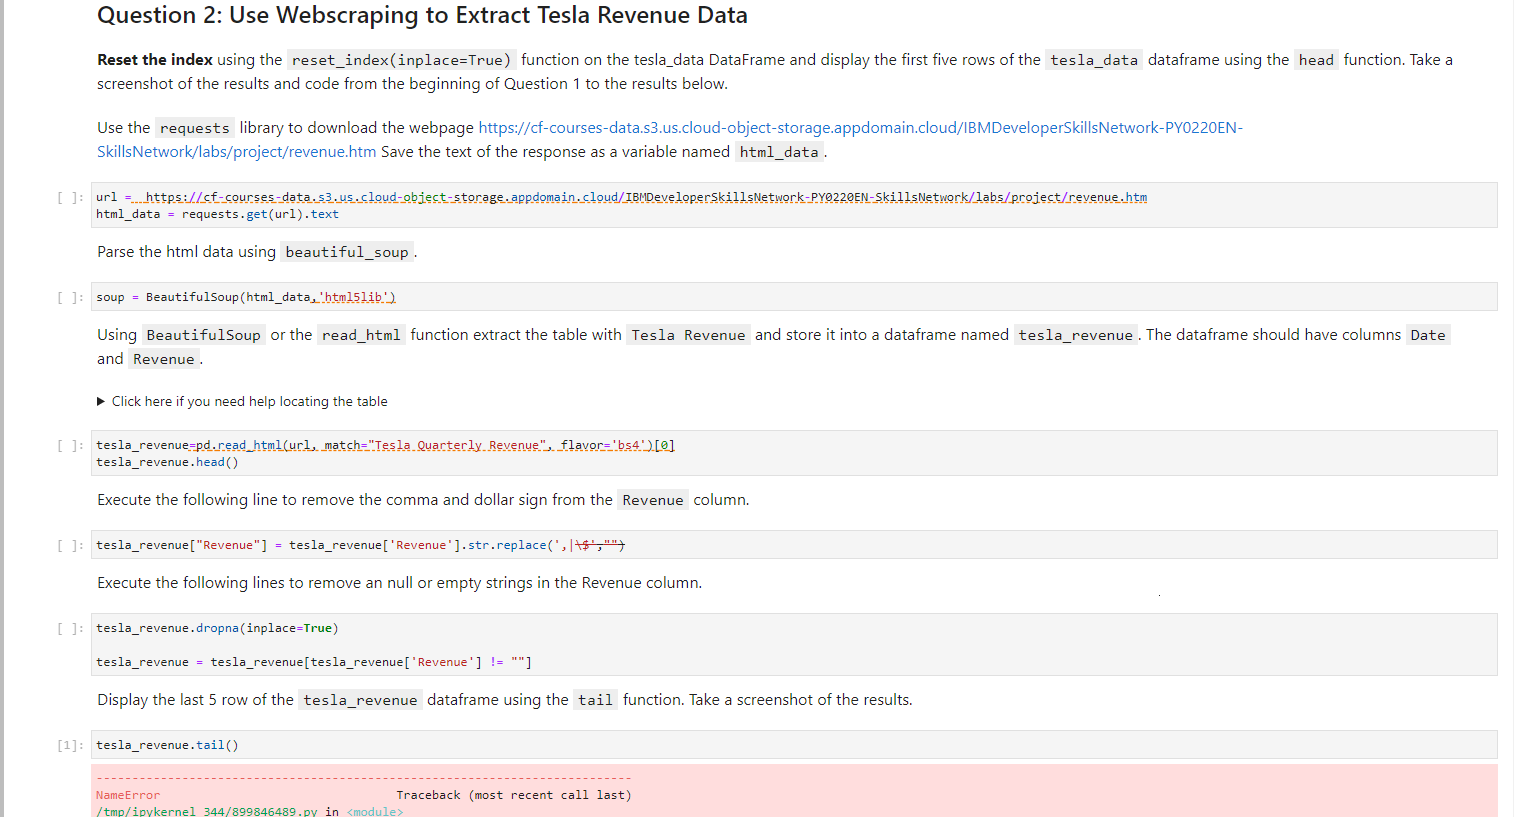 Question 2: Use Webscraping to Extract Tesla Revenue Data
Reset the index using the reset_index(inplace=True) function on the tesla_data DataFrame and display the first five rows of the tesla_data dataframe using the head function. Take a
screenshot of the results and code from the beginning of Question 1 to the results below.
Use the requests library to download the webpage https://cf-courses-data.s3.us.cloud-object-storage.appdomain.cloud/IBMDeveloperSkillsNetwork-PY0220EN-
SkillsNetwork/labs/project/revenue.htm Save the text of the response as a variable named html_data.
[ ]: url =  https://cf-courses-data.s3.us.cloud-object-storage.appdomain.cloud/IBMDeveloperSkillsNetwork-PY0220EN-SkillsNetwork/labs/project/revenue.htm
html_data = requests.get(url).text
Parse the html data using beautiful_soup.
[ ]: soup = BeautifulSoup(html_data,'html5lib')
Using BeautifulSoup or the read_html function extract the table with Tesla Revenue and store it into a dataframe named tesla_revenue. The dataframe should have columns Date
and Revenue.
▶ Click here if you need help locating the table
[ ]: tesla_revenue=pd.read_html(url, match="Tesla Quarterly Revenue", flavor='bs4')[0]
tesla_revenue.head()
Execute the following line to remove the comma and dollar sign from the Revenue column.
[ ]: tesla_revenue["Revenue"] = tesla_revenue['Revenue'].str.replace(',|\$',"")
Execute the following lines to remove an null or empty strings in the Revenue column.
[ ]: tesla_revenue.dropna(inplace=True)
tesla_revenue = tesla_revenue[tesla_revenue['Revenue'] != ""]
Display the last 5 row of the tesla_revenue dataframe using the tail function. Take a screenshot of the results.
[1]: tesla_revenue.tail()
---------------------------------------------------------------------------
NameError Traceback (most recent call last)
/tmp/ipykernel_344/899846489.py in <module>